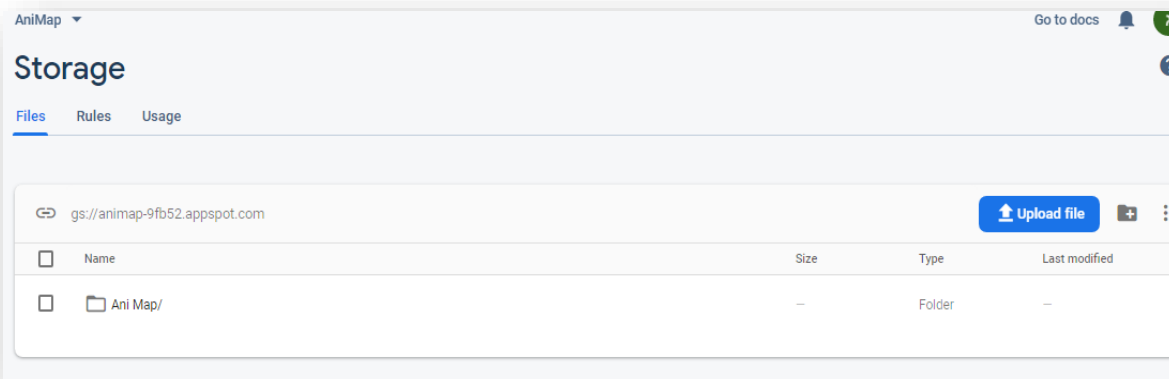 AniMap Go to docs
Storage
Files Rules Usage
gs://animap-9fb52.appspot.com Upload file
Name Size Type Last modified
Ani Map/ — Folder —